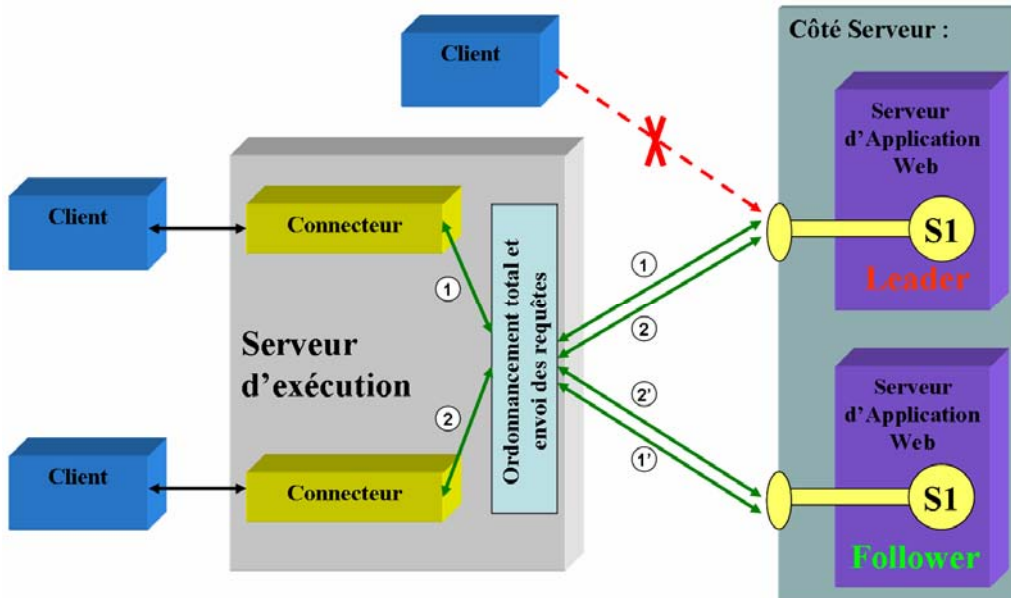 Côté Serveur :
Client
Serveur
d'Application
Web
S1
Leader
Client
Connecteur
1
1
2
Ordonnancement total et
envoi des requêtes
Serveur
d'exécution
2
2'
1'
Client
Connecteur
Serveur
d'Application
Web
S1
Follower